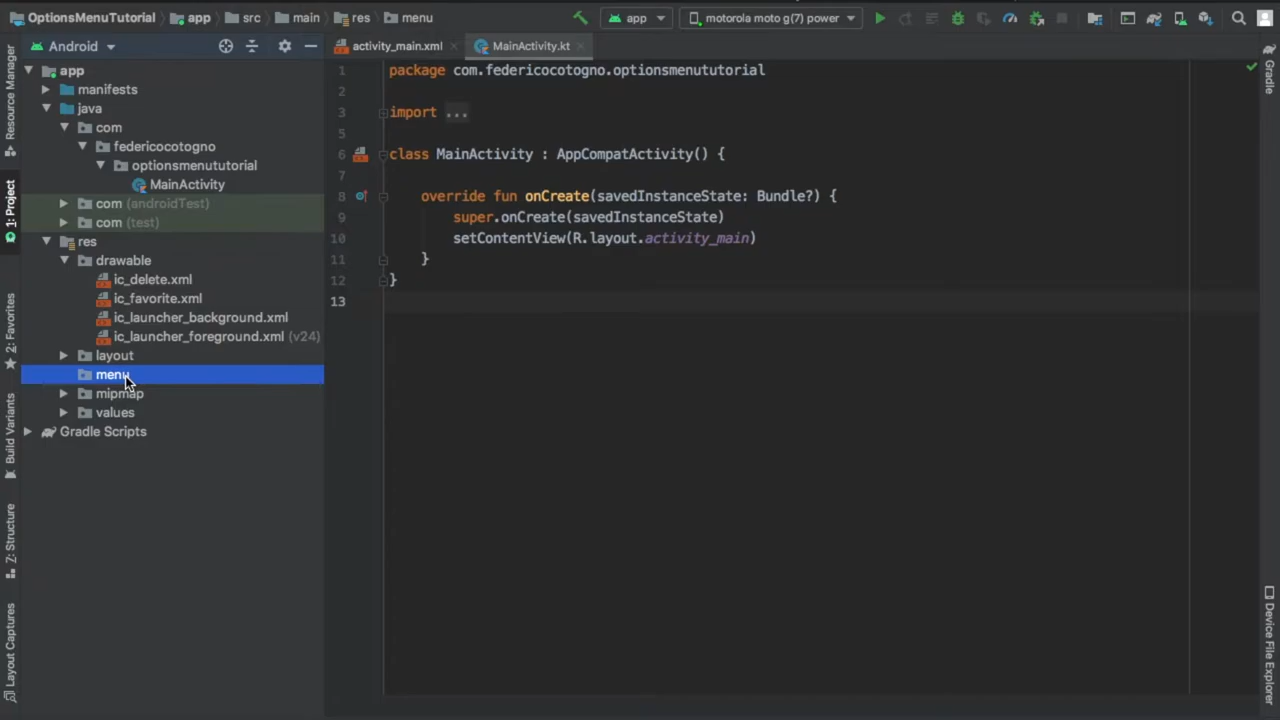 OptionsMenuTutorial app src main res menu app motorola moto g(7) power
Android
activity_main.xml MainActivity.kt
Resource Manager
1: Project
2: Favorites
Build Variants
Z: Structure
Layout Captures
app
manifests
java
com
federicocotogno
optionsmenututorial
MainActivity
com (androidTest)
com (test)
res
drawable
ic_delete.xml
ic_favorite.xml
ic_launcher_background.xml
ic_launcher_foreground.xml (v24)
layout
menu
mipmap
values
Gradle Scripts
1 package com.federicocotogno.optionsmenututorial
2
3 import ...
5
6 class MainActivity : AppCompatActivity() {
7
8 override fun onCreate(savedInstanceState: Bundle?) {
9 super.onCreate(savedInstanceState)
10 setContentView(R.layout.activity_main)
11 }
12 }
13
Gradle
Device File Explorer